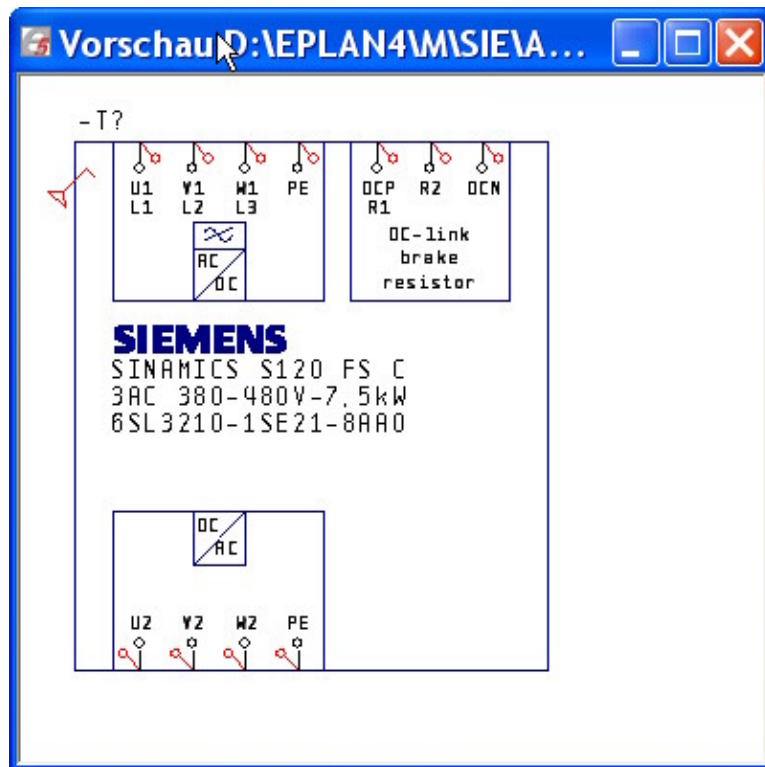 Vorschau D:\EPLAN4\M\SIE\A...
-T?
U1 V1 W1 PE
L1 L2 L3
DCP R2 DCN
R1
AC
DC
DC-link
brake
resistor
SIEMENS
SINAMICS S120 FS C
3AC 380-480V-7,5kW
6SL3210-1SE21-8AA0
DC
AC
U2 V2 W2 PE